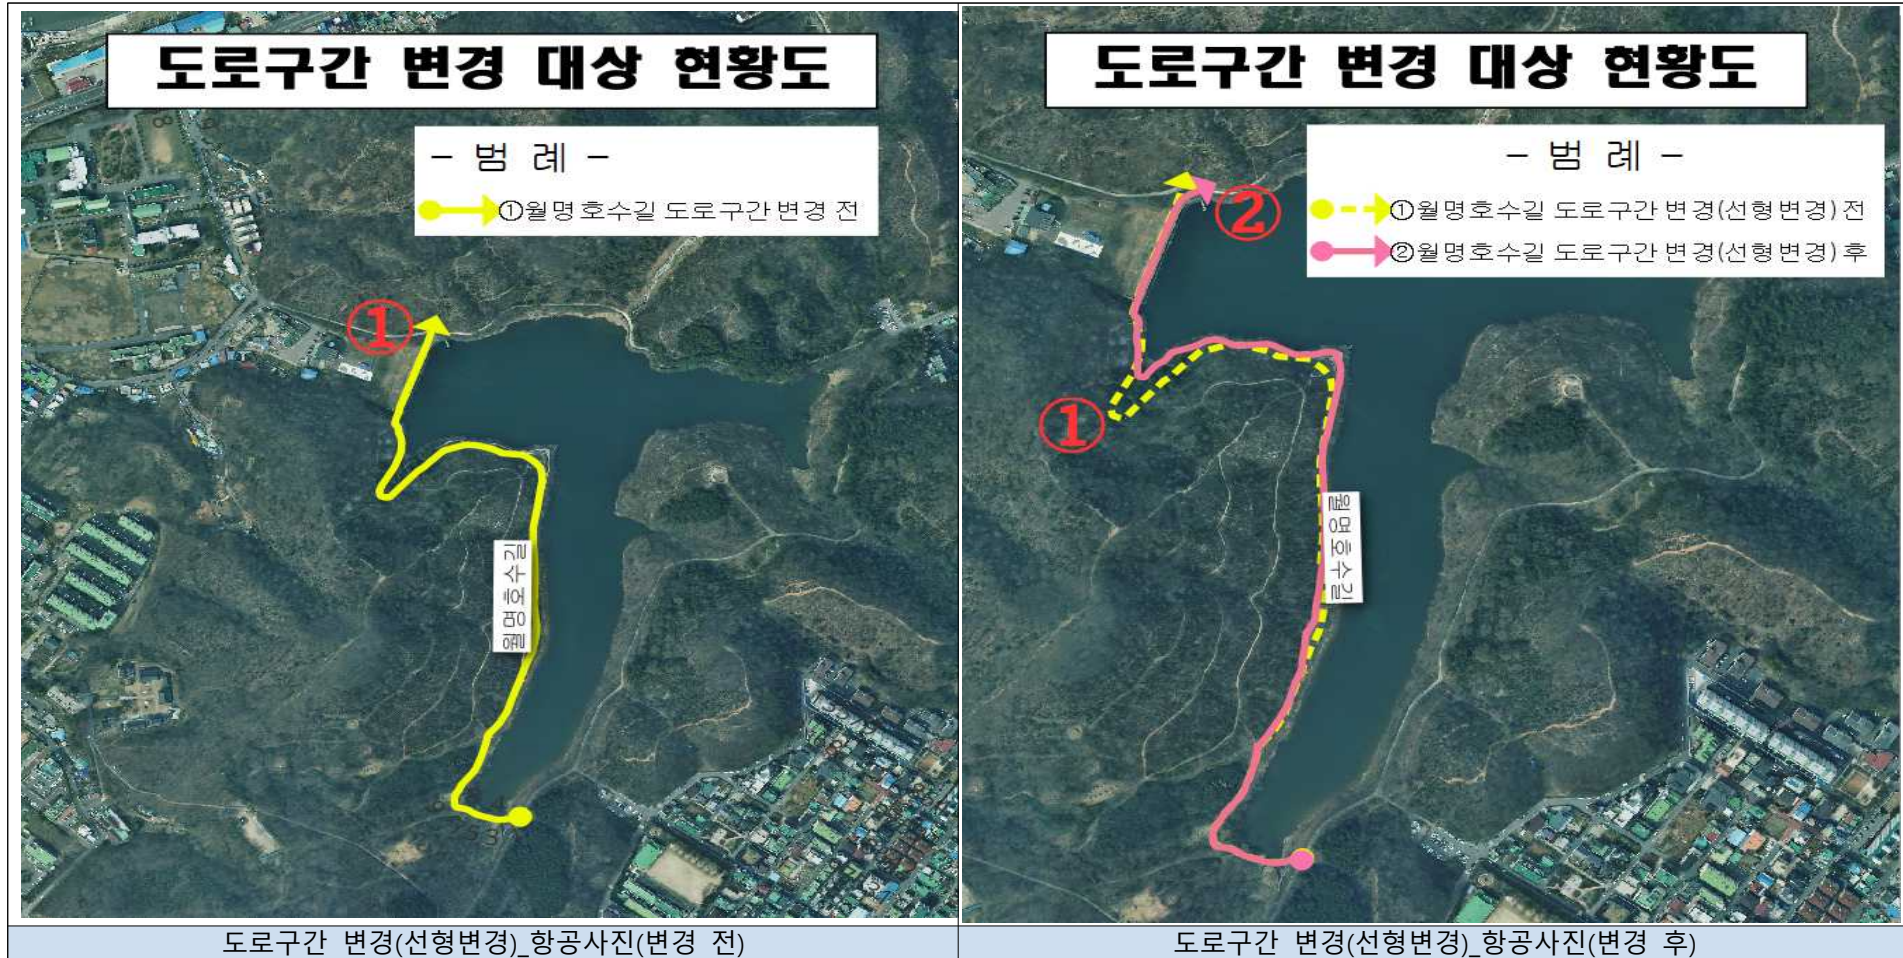 도로구간 변경 대상 현황도
- 범 례 -
①월명호수길 도로구간 변경 전
①
월명호수길
도로구간 변경(선형변경)_항공사진(변경 전)
도로구간 변경 대상 현황도
- 범 례 -
①월명호수길 도로구간 변경(선형변경) 전
②월명호수길 도로구간 변경(선형변경) 후
②
①
월명호수길
도로구간 변경(선형변경)_항공사진(변경 후)